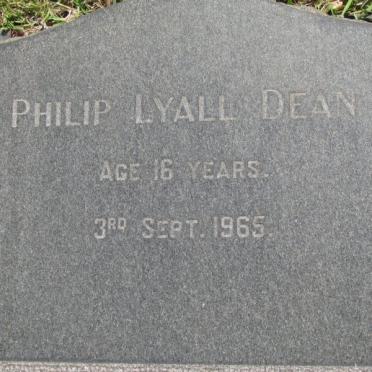 PHILIP LYALL DEAN
AGE 16 YEARS.
3RD SEPT. 1965.